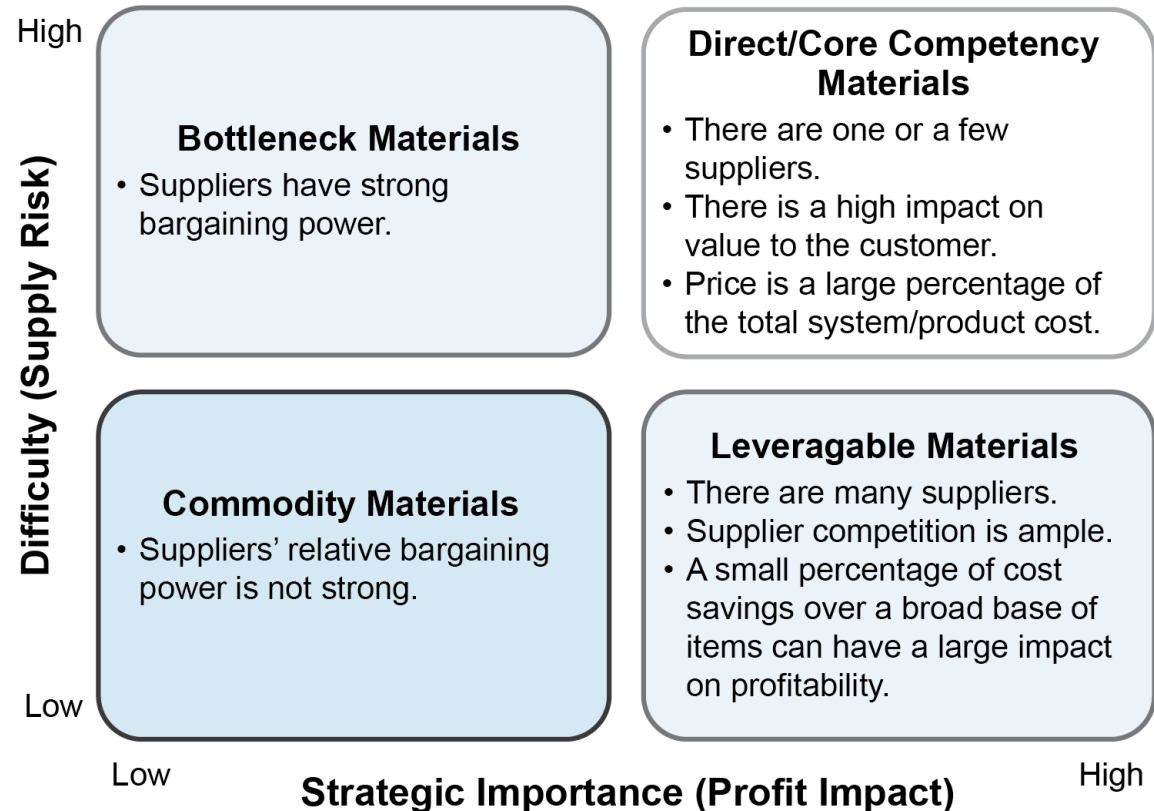 High
Difficulty (Supply Risk)
Low
Bottleneck Materials
• Suppliers have strong
bargaining power.
Direct/Core Competency
Materials
• There are one or a few
suppliers.
• There is a high impact on
value to the customer.
• Price is a large percentage of
the total system/product cost.
Commodity Materials
• Suppliers’ relative bargaining
power is not strong.
Leveragable Materials
• There are many suppliers.
• Supplier competition is ample.
• A small percentage of cost
savings over a broad base of
items can have a large impact
on profitability.
Low
Strategic Importance (Profit Impact)
High